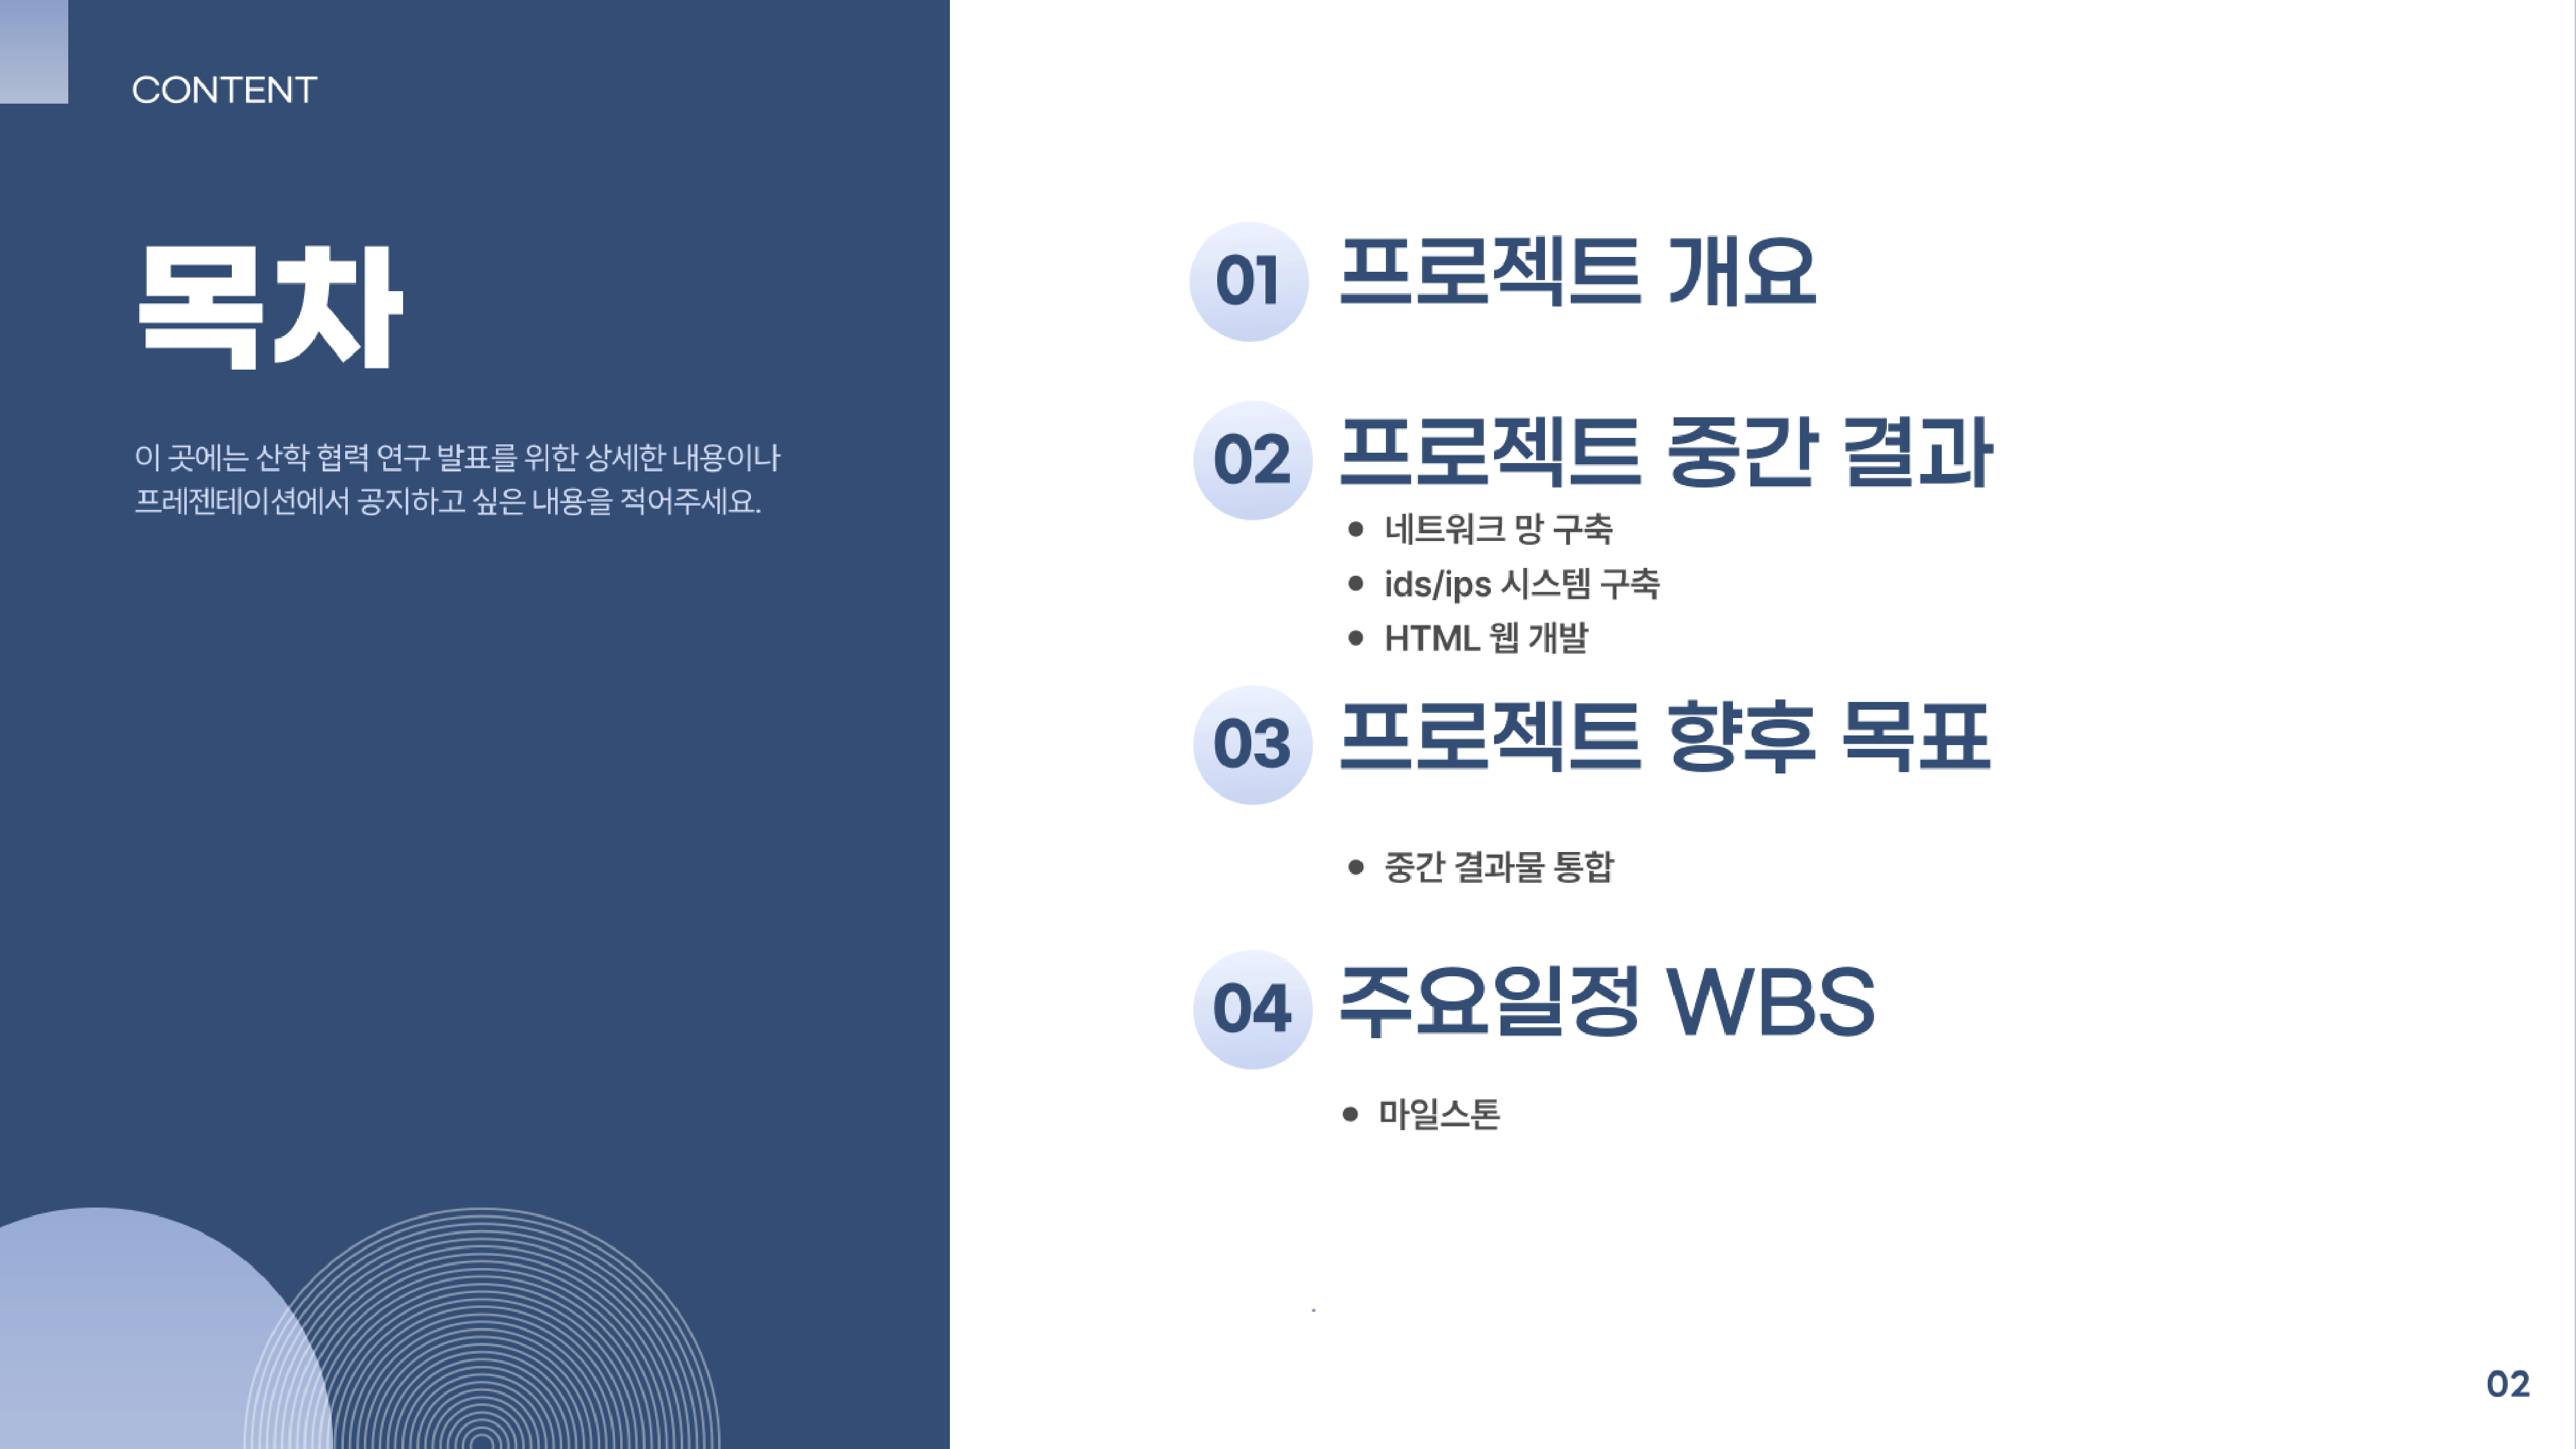 CONTENT
목차
이 곳에는 산학 협력 연구 발표를 위한 상세한 내용이나
프레젠테이션에서 공지하고 싶은 내용을 적어주세요.
01 프로젝트 개요
02 프로젝트 중간 결과
● 네트워크 망 구축
● ids/ips 시스템 구축
● HTML 웹 개발
03 프로젝트 향후 목표
● 중간 결과물 통합
04 주요일정 WBS
● 마일스톤
.
02